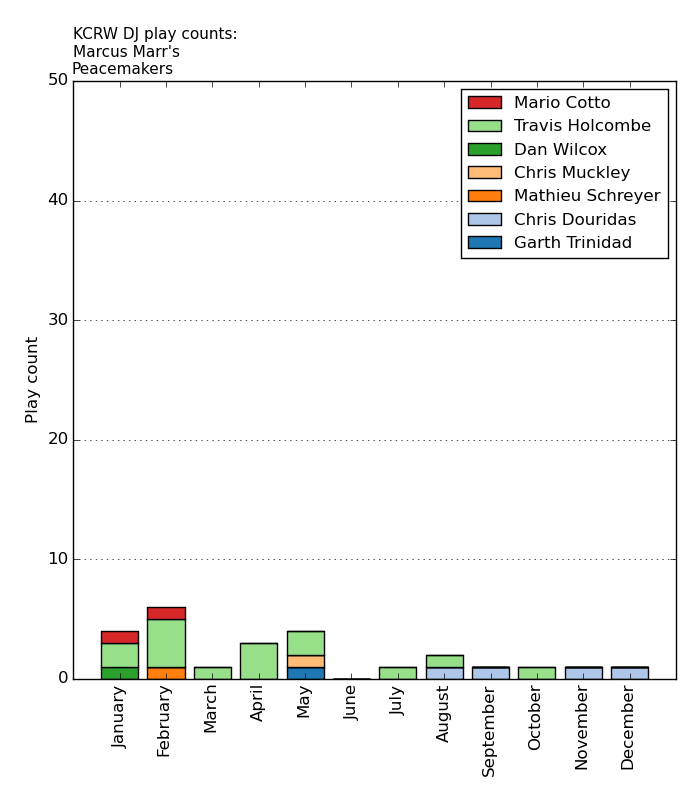 KCRW DJ play counts:
Marcus Marr's
Peacemakers
50
40
30
20
10
0
Play count
Mario Cotto
Travis Holcombe
Dan Wilcox
Chris Muckley
Mathieu Schreyer
Chris Douridas
Garth Trinidad
January
February
March
April
May
June
July
August
September
October
November
December